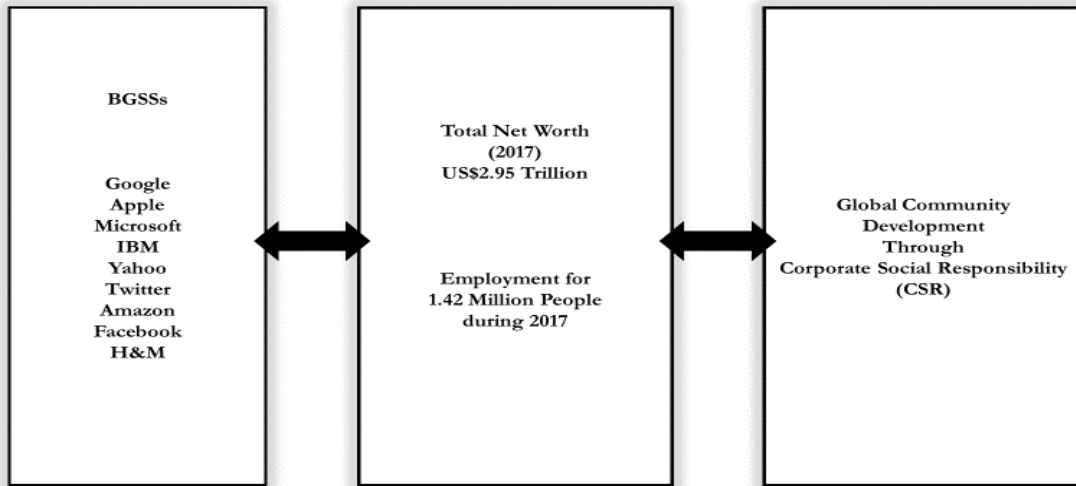 BGSSs
Google
Apple
Microsoft
IBM
Yahoo
Twitter
Amazon
Facebook
H&M
Total Net Worth
(2017)
US$2.95 Trillion
Employment for
1.42 Million People
during 2017
Global Community
Development
Through
Corporate Social Responsibility
(CSR)